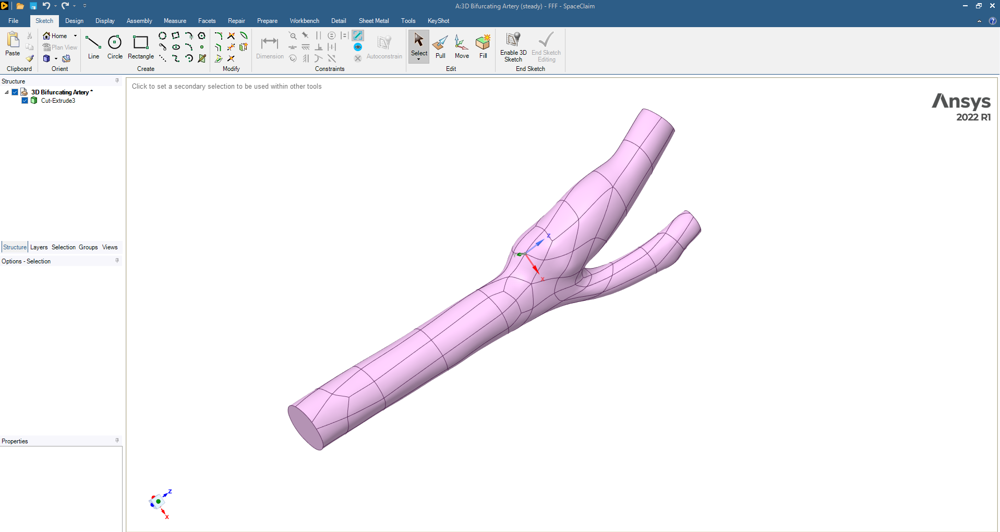 A:3D Bifurcating Artery (steady) - FFF - SpaceClaim
File Sketch Design Display Assembly Measure Facets Repair Prepare Workbench Detail Sheet Metal Tools KeyShot
Paste
Clipboard
Home
Plan View
Orient
Line Circle Rectangle
Create
Modify
Dimension
Autoconstrain
Constraints
Select Pull Move Fill
Edit
Enable 3D Sketch
End Sketch Editing
End Sketch
Structure
3D Bifurcating Artery *
Cut-Extrude3
Structure Layers Selection Groups Views
Options - Selection
Properties
Click to set a secondary selection to be used within other tools
Ansys
2022 R1
Z
Y
X
Z
X